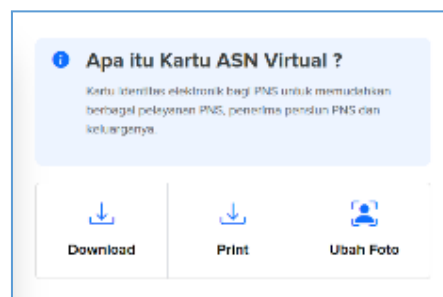 Apa itu Kartu ASN Virtual ?
Kartu identitas elektronik bagi PNS untuk memudahkan
berbagai pelayanan PNS, penerima pensiun PNS dan
keluarganya.
Download Print Ubah Foto